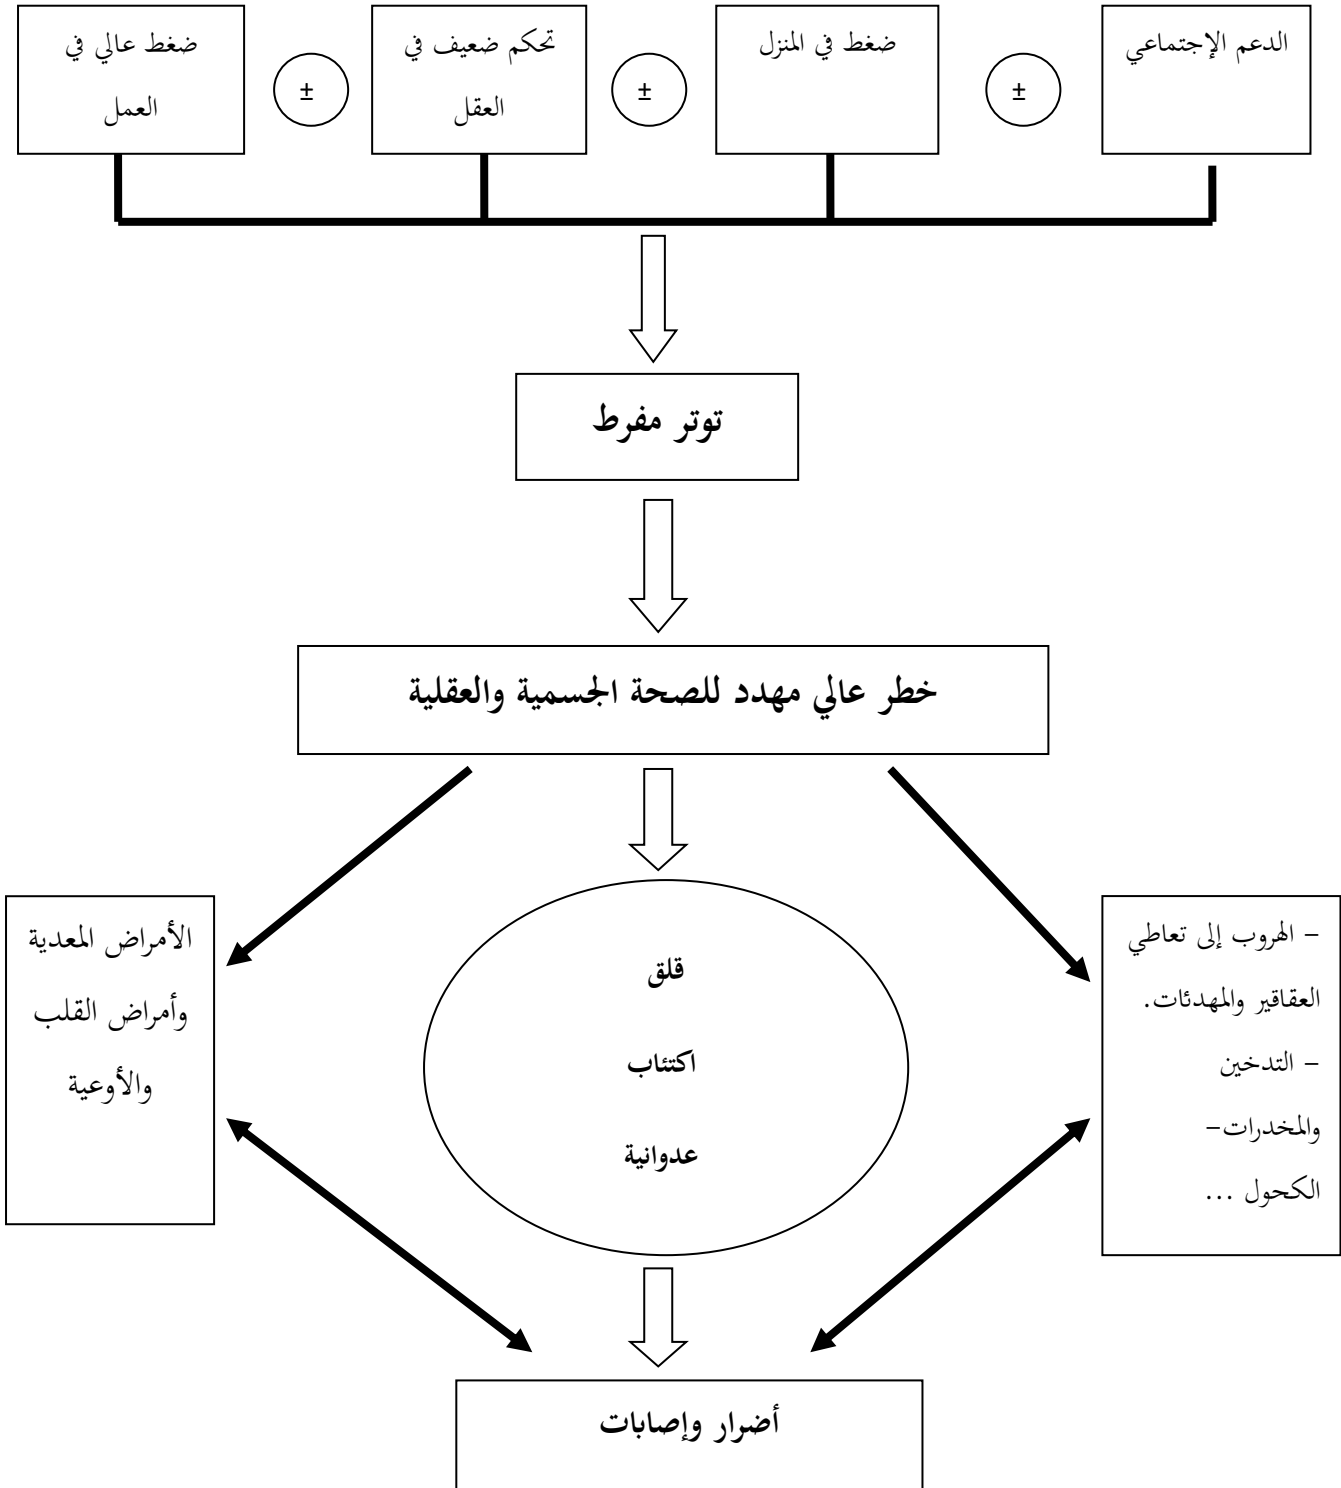 الدعم الإجتماعي
±
ضغط في المنزل
±
تحكم ضعيف في
العقل
±
ضغط عالي في
العمل
توتر مفرط
خطر عالي مهدد للصحة الجسمية والعقلية
- الهروب إلى تعاطي
العقاقير والمهدئات.
- التدخين
والمخدرات-
الكحول ...
قلق
اكتئاب
عدوانية
الأمراض المعدية
وأمراض القلب
والأوعية
أضرار وإصابات